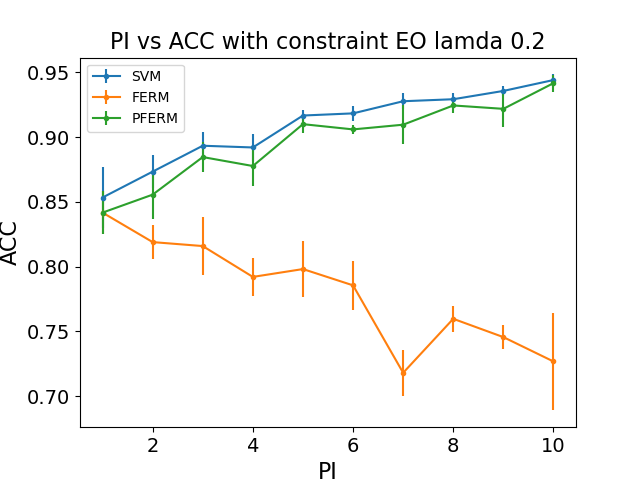 PI vs ACC with constraint EO lamda 0.2
SVM
FERM
PFERM
0.95
0.90
0.85
0.80
0.75
0.70
ACC
2 4 6 8 10
PI